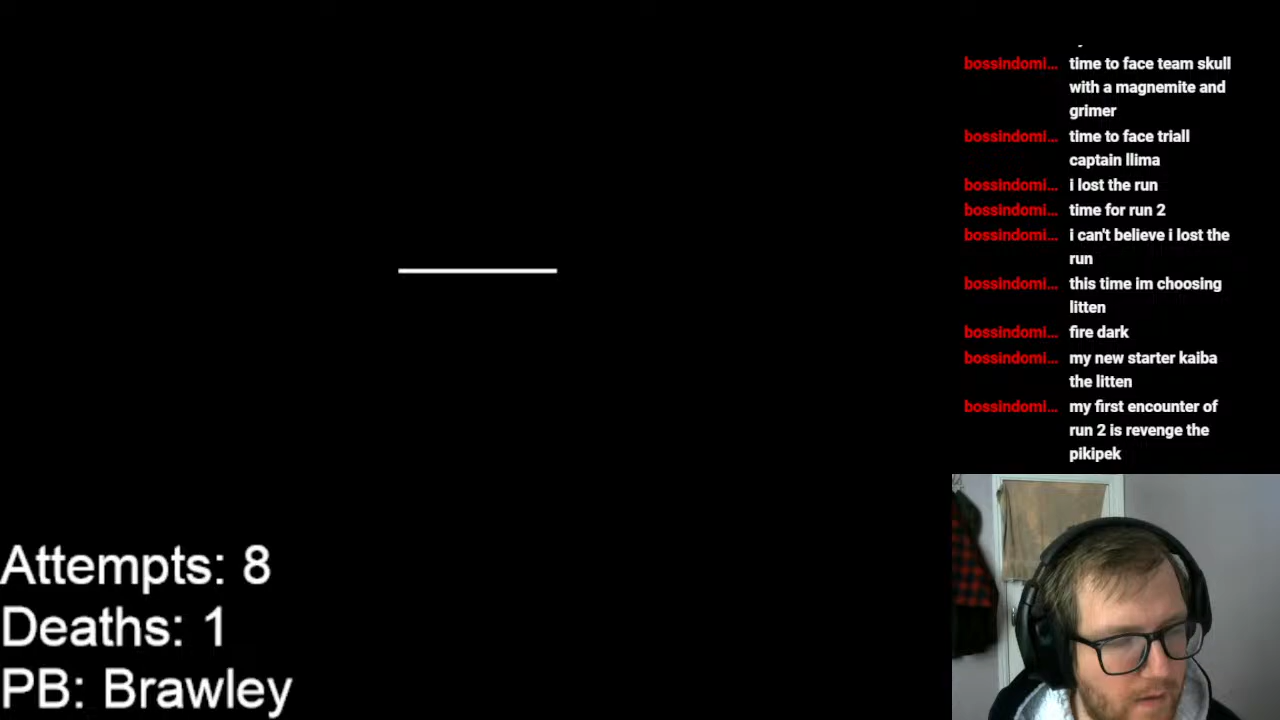 bossindomi... time to face team skull
with a magnemite and
grimer
bossindomi... time to face triall
captain llima
bossindomi... i lost the run
bossindomi... time for run 2
bossindomi... i can't believe i lost the
run
bossindomi... this time im choosing
litten
bossindomi... fire dark
bossindomi... my new starter kaiba
the litten
bossindomi... my first encounter of
run 2 is revenge the
pikipek
Attempts: 8
Deaths: 1
PB: Brawley